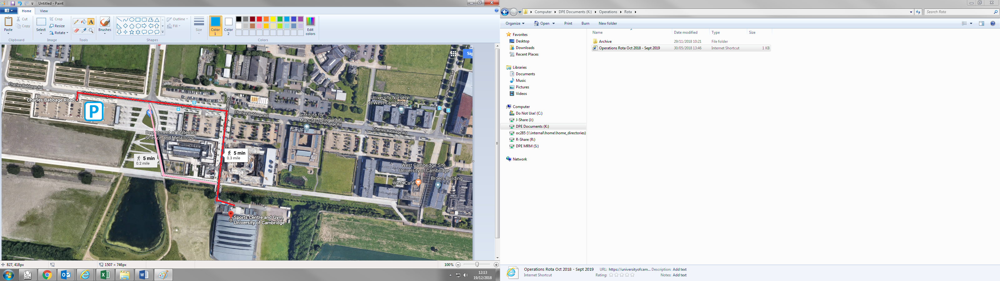 Untitled - Paint
Home
View
Paste
Cut
Copy
Clipboard
Select
Crop
Resize
Rotate
Image
A
Tools
Brushes
Outline
Fill
Shapes
Size
Color
1
Color
2
Edit
colors
Colors
Sig
Charles Babbage Rd
Charles Babbage Rd
Charles Babbage Road
P
Charles Babbage Rd
Charles Babbage Rd
University Nursery
at West Cambridge
JJ Thomson Ave
Institute for
Manufacturing (IfM)...
Charles Babbage Rd
Charles Babbage Rd
Department of Materials
Science and Metallurgy...
5 min
0.3 mile
5 min
0.2 mile
West Cambridge Site,
University of Cambridge
West Café
Broers Building
Sports Centre and Gym,
University of Cambridge
827, 418px
1507 × 746px
100%
12:13
19/12/2018
Computer
DPE Documents (K:)
Operations
Rota
Search Rota
Organize
Open
Print
Burn
New folder
Favorites
Desktop
Downloads
Recent Places
Libraries
Documents
Music
Pictures
Videos
Computer
Do Not Use! (C:)
J-Share (J:)
DPE Documents (K:)
oc285 (\\internal\home\home_directories)
R-Share (R:)
DPE MRM (S:)
Network
Name Date modified Type Size
Archive 29/11/2018 10:21 File folder
Operations Rota Oct 2018 - Sept 2019 30/05/2018 13:46 Internet Shortcut 1 KB
Operations Rota Oct 2018 - Sept 2019 URL: https://universityofcam... Description: Add text
Internet Shortcut Rating: Notes: Add text